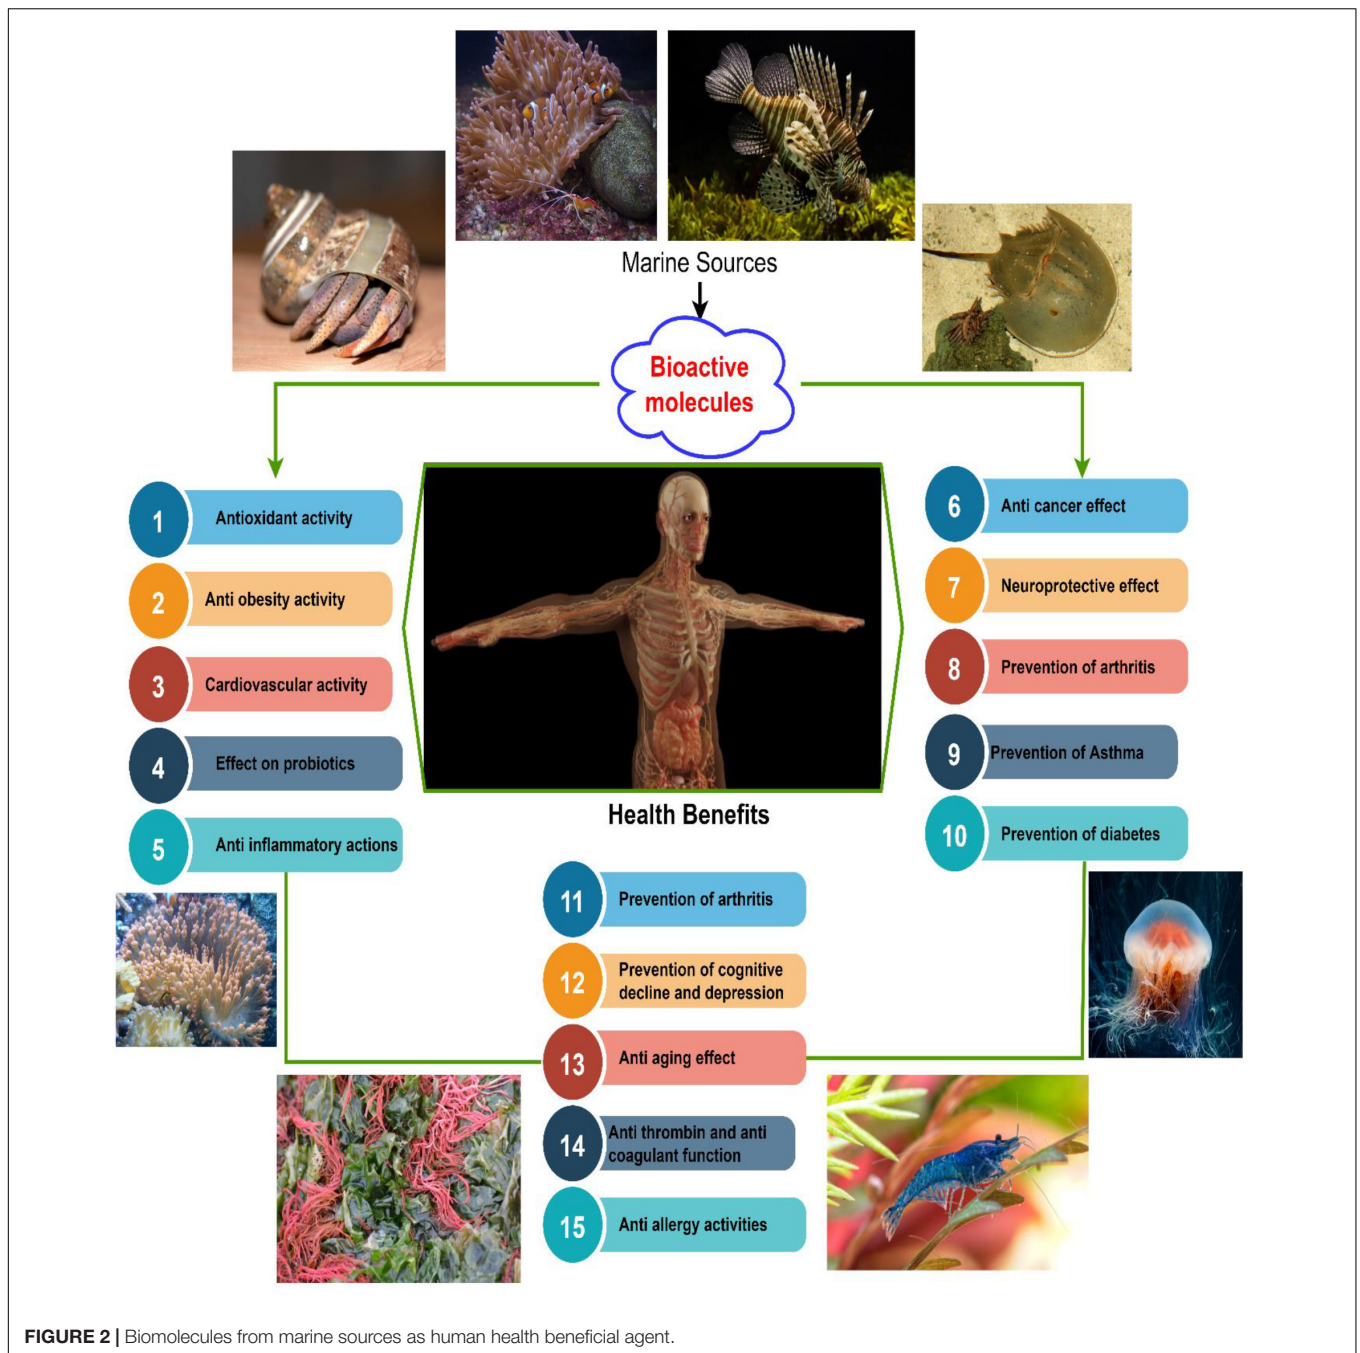 Marine Sources
Bioactive
molecules
1
Antioxidant activity
2
Anti obesity activity
3
Cardiovascular activity
4
Effect on probiotics
5
Anti inflammatory actions
6
Anti cancer effect
7
Neuroprotective effect
8
Prevention of arthritis
9
Prevention of Asthma
10
Prevention of diabetes
Health Benefits
11
Prevention of arthritis
12
Prevention of cognitive
decline and depression
13
Anti aging effect
14
Anti thrombin and anti
coagulant function
15
Anti allergy activities
FIGURE 2 | Biomolecules from marine sources as human health beneficial agent.